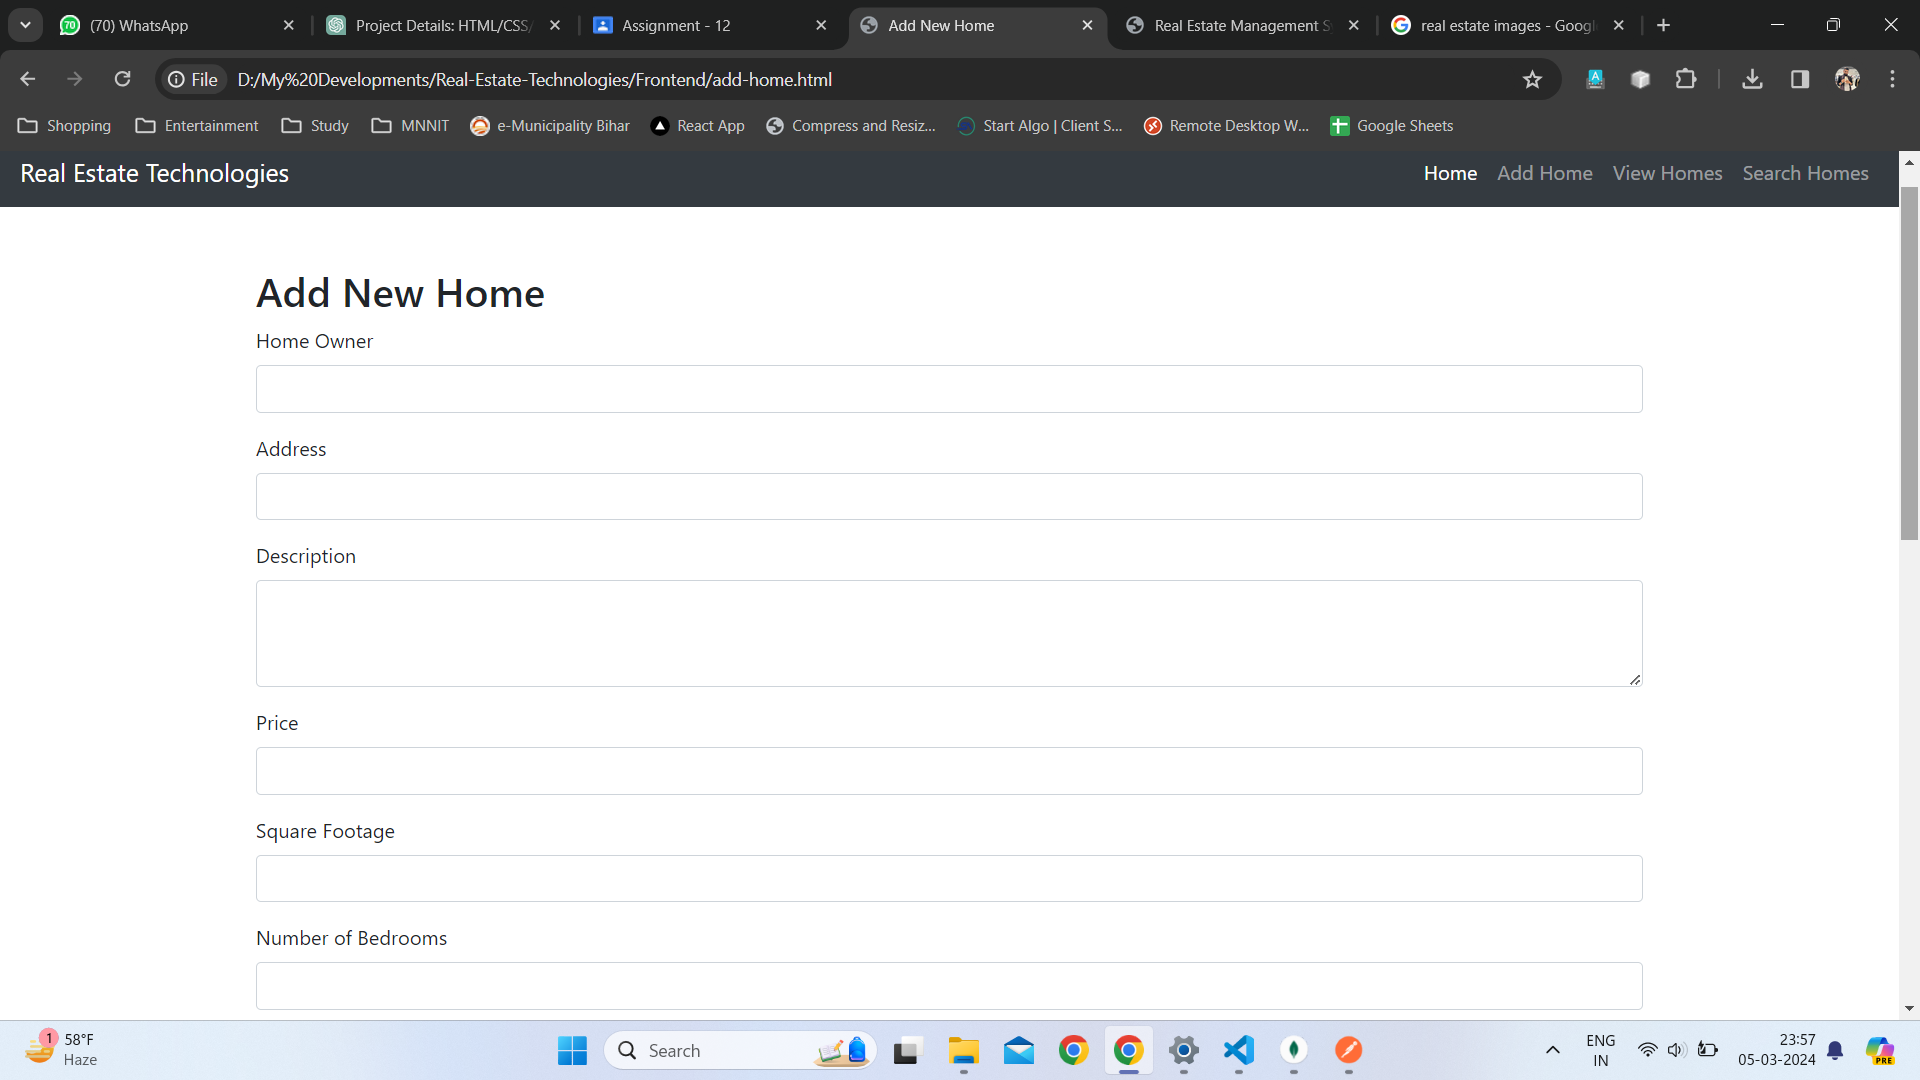 70 (70) WhatsApp
Project Details: HTML/CSS/
Assignment - 12
Add New Home
Real Estate Management S
real estate images - Googl
File D:/My%20Developments/Real-Estate-Technologies/Frontend/add-home.html
Shopping Entertainment Study MNNIT e-Municipality Bihar React App Compress and Resiz... Start Algo | Client S... Remote Desktop W... Google Sheets
Real Estate Technologies Home Add Home View Homes Search Homes
Add New Home
Home Owner
Address
Description
Price
Square Footage
Number of Bedrooms
1 58°F
Haze
Search
ENG
IN
23:57
05-03-2024
PRE